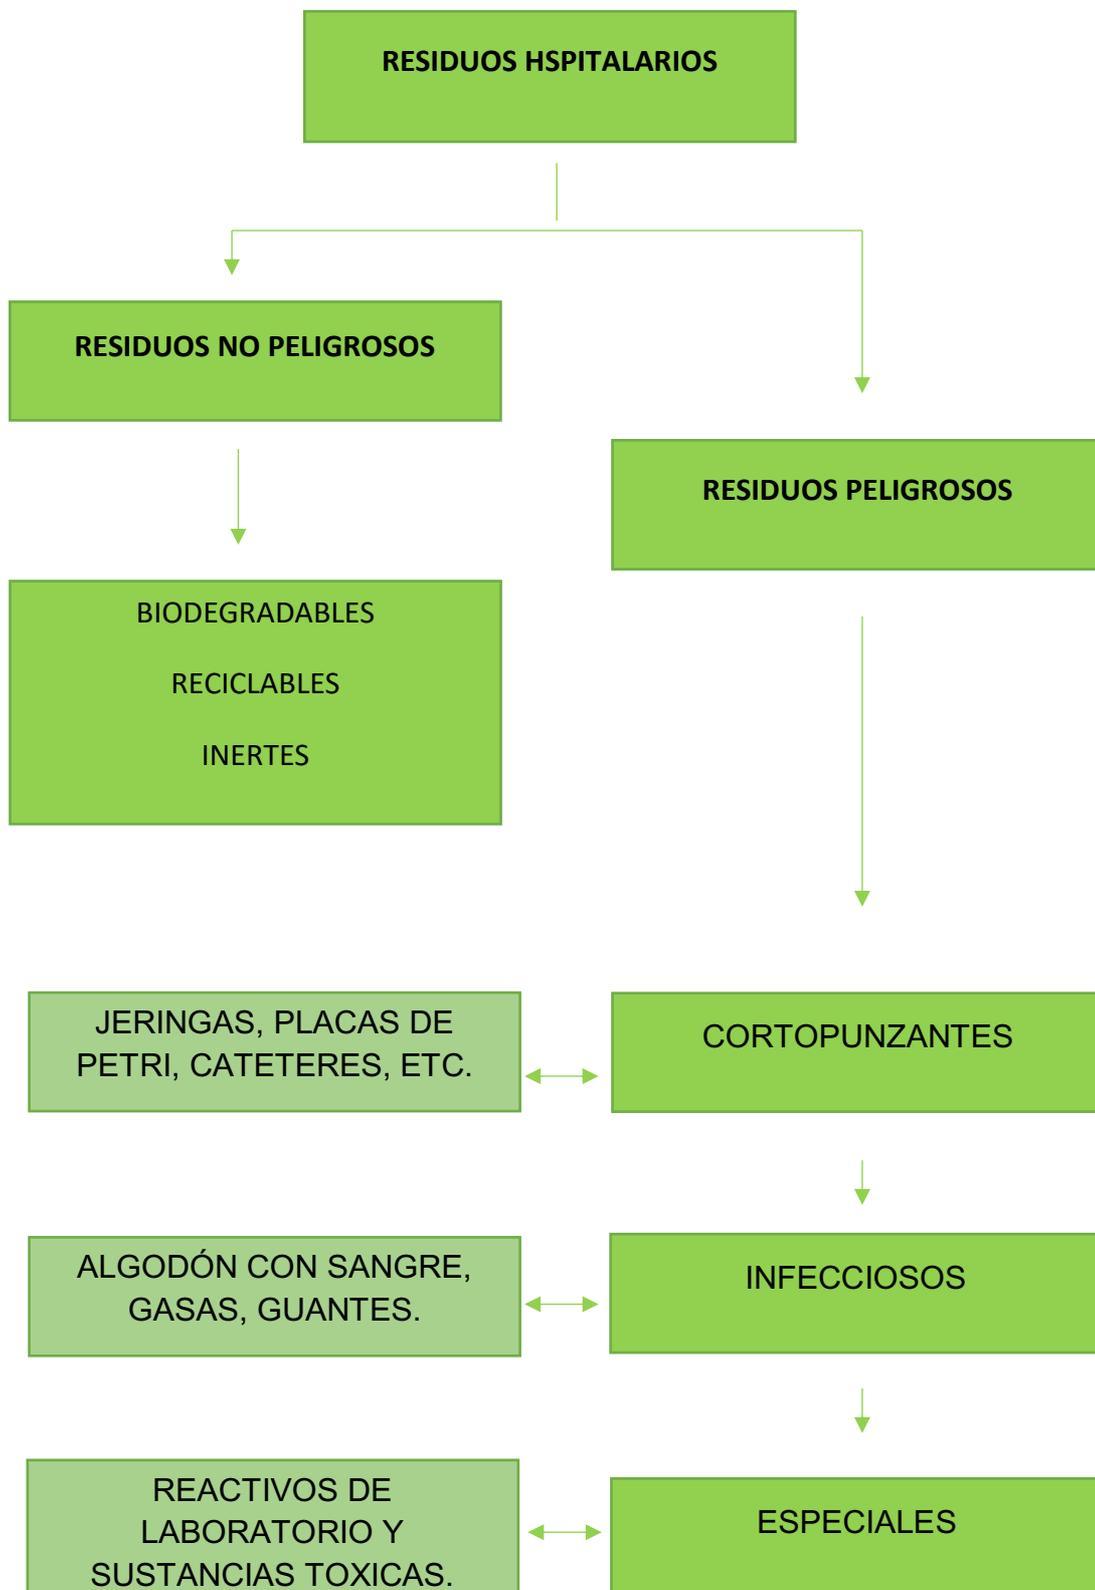 RESIDUOS HSPITALARIOS
RESIDUOS NO PELIGROSOS
RESIDUOS PELIGROSOS
BIODEGRADABLES
RECICLABLES
INERTES
JERINGAS, PLACAS DE
PETRI, CATETERES, ETC.
CORTOPUNZANTES
ALGODÓN CON SANGRE,
GASAS, GUANTES.
INFECCIOSOS
REACTIVOS DE
LABORATORIO Y
SUSTANCIAS TOXICAS.
ESPECIALES